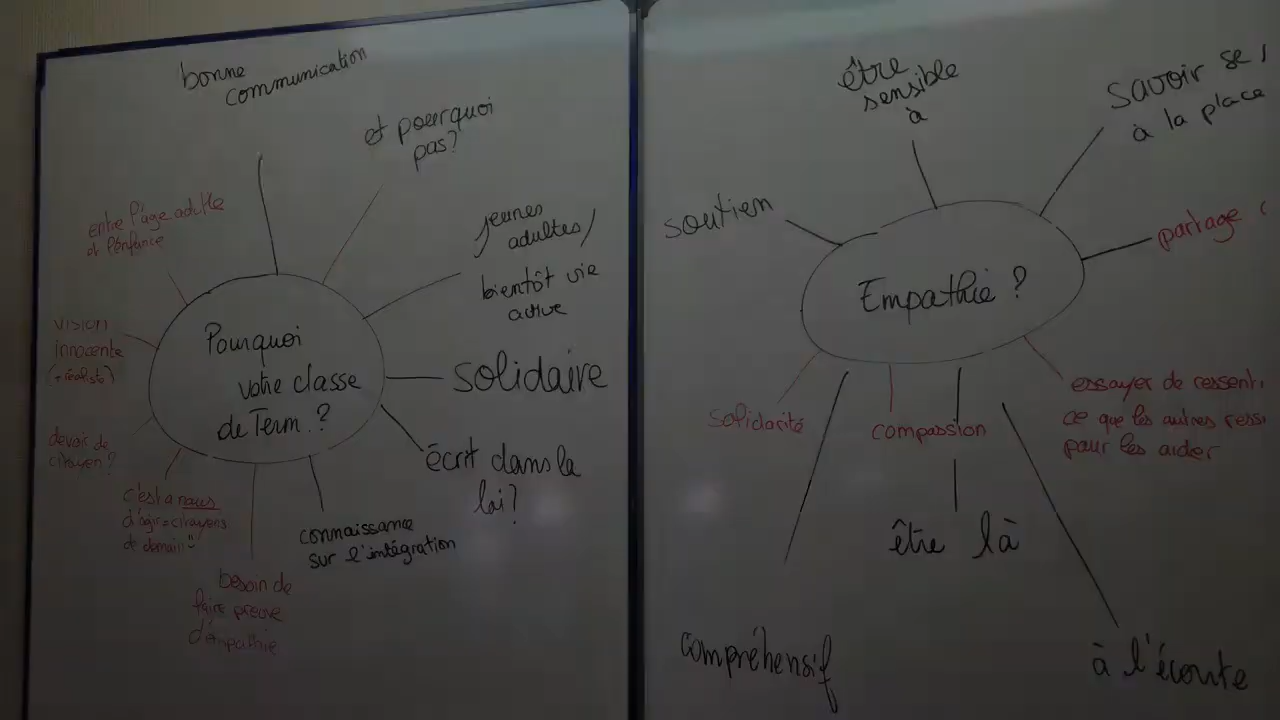 bonne
communication
et pourquoi
pas?
entre l'âge adulte
et l'enfance
jeunes
adultes/
bientôt vie
active
vision
innocente
(+réaliste)
Pourquoi
votre classe
de Term.?
solidaire
devoir de
citoyen?
écrit dans la
loi?
c'est a nous
d'agir = citoyens
de demain
connaissance
sur l'intégration
besoin de
faire preuve
d'empathie
être
sensible
à
savoir se
à la place
soutien
partage
Empathie?
essayer de ressenti
ce que les autres ress
pour les aider
solidarité
compassion
être là
compréhensif
à l'écoute